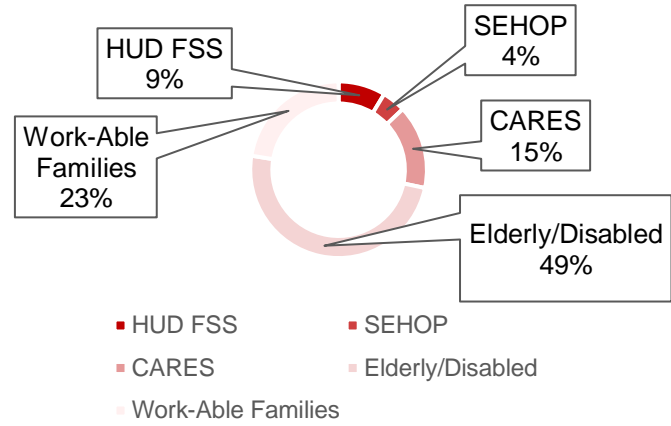 HUD FSS
9%
SEHOP
4%
Work-Able
Families
23%
CARES
15%
Elderly/Disabled
49%
HUD FSS
SEHOP
CARES
Elderly/Disabled
Work-Able Families